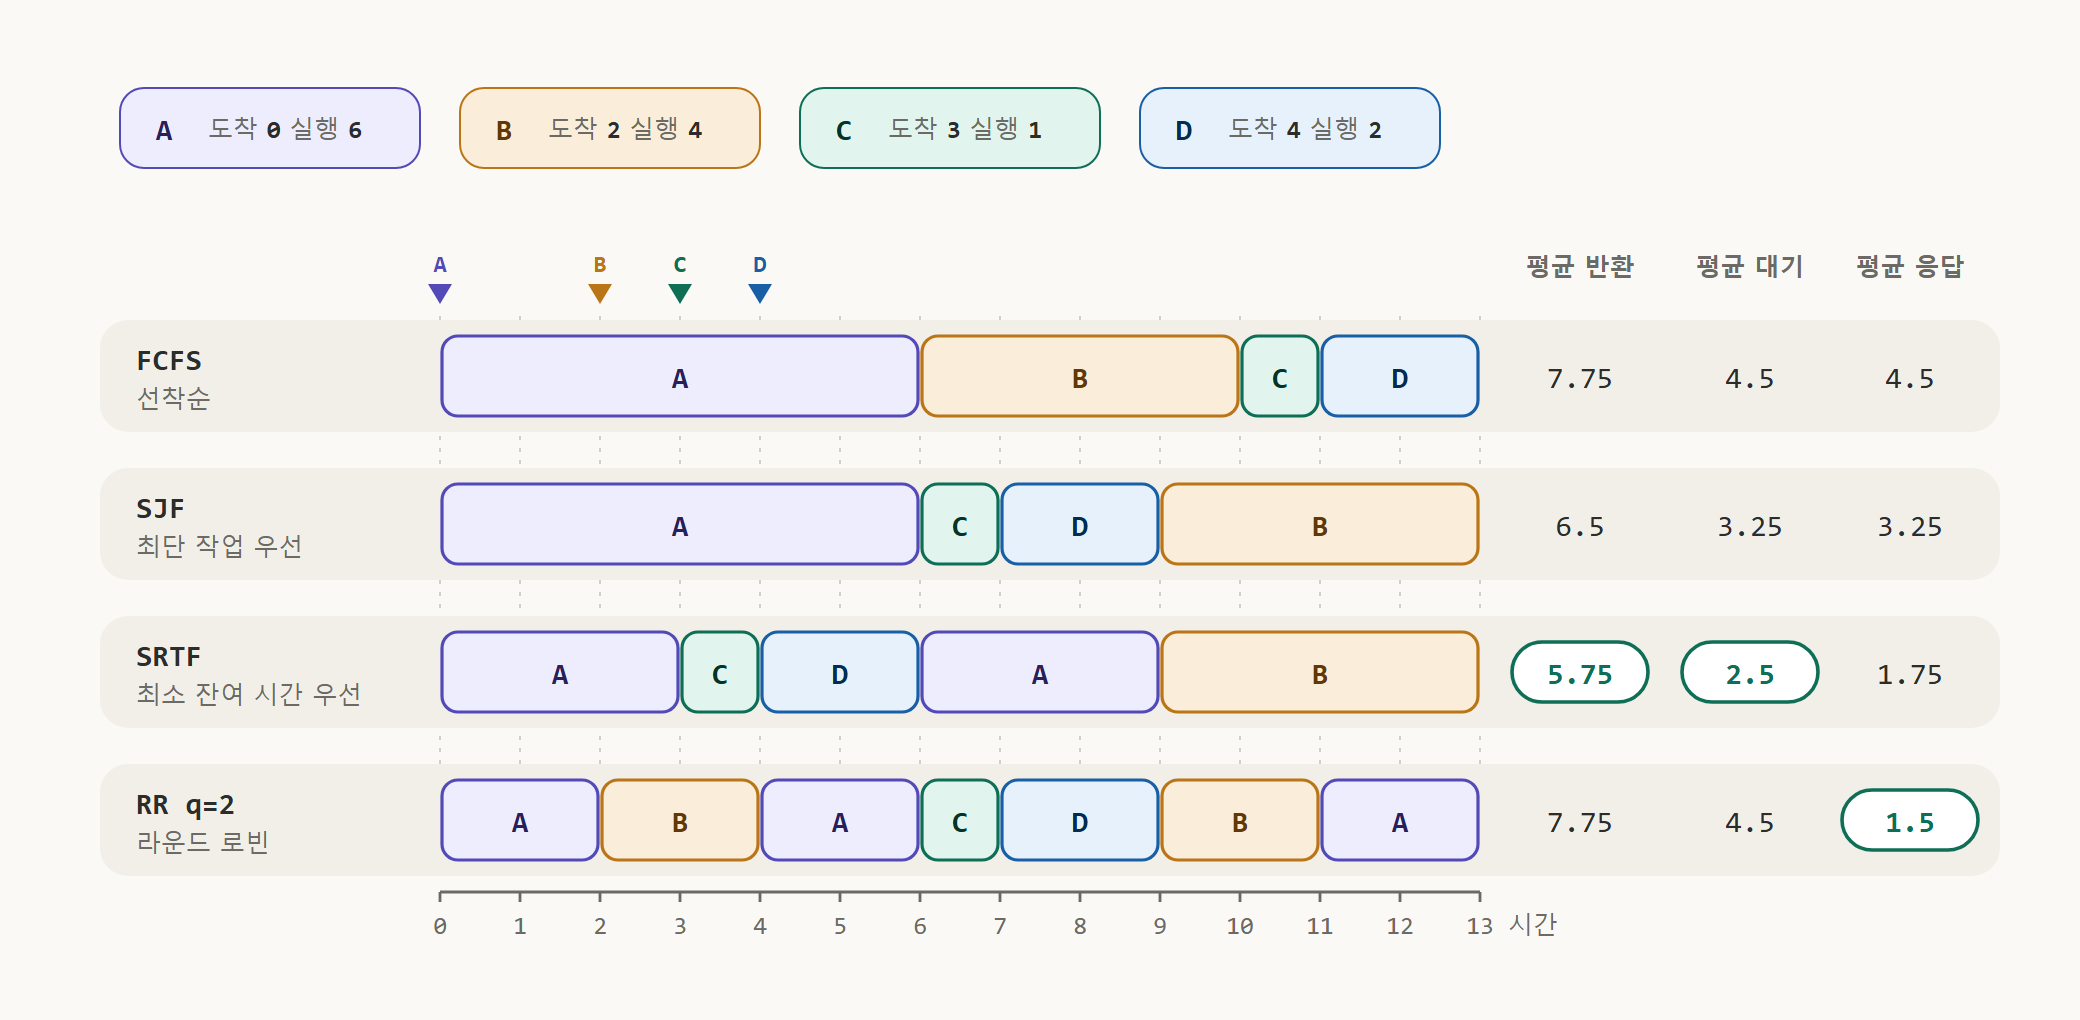 A 도착 0 실행 6
B 도착 2 실행 4
C 도착 3 실행 1
D 도착 4 실행 2
A B C D
평균 반환 평균 대기 평균 응답
FCFS
선착순
A B C D
7.75 4.5 4.5
SJF
최단 작업 우선
A C D B
6.5 3.25 3.25
SRTF
최소 잔여 시간 우선
A C D A B
5.75 2.5 1.75
RR q=2
라운드 로빈
A B A C D B A
7.75 4.5 1.5
0 1 2 3 4 5 6 7 8 9 10 11 12 13 시간